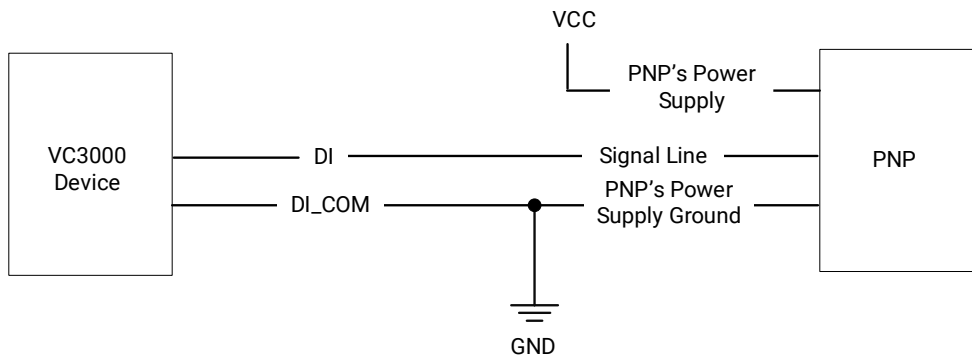 VCC
PNP's Power
Supply
VC3000
Device
DI
Signal Line
PNP
DI_COM
PNP's Power
Supply Ground
GND